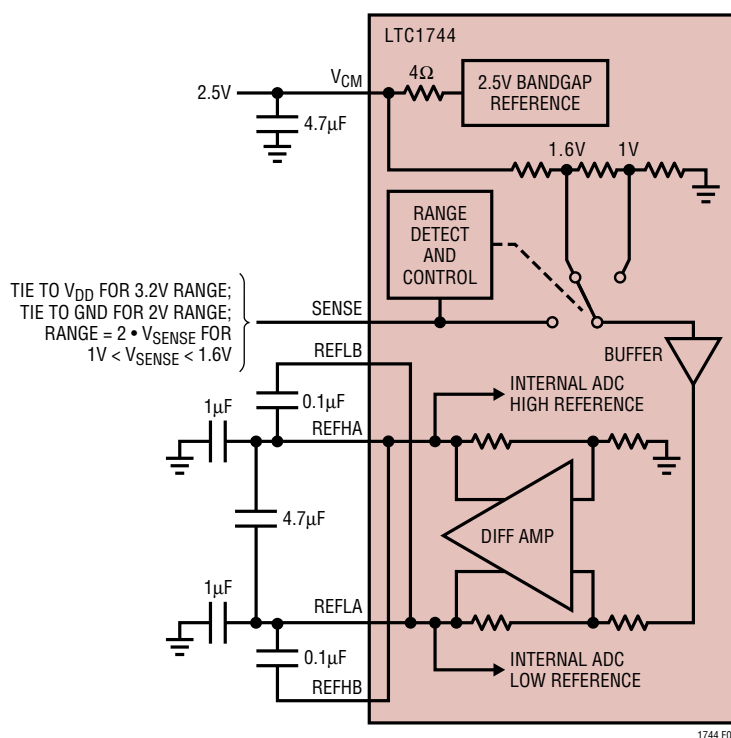 LTC1744
2.5V
VCM
4Ω
2.5V BANDGAP
REFERENCE
4.7µF
1.6V
1V
RANGE
DETECT
AND
CONTROL
TIE TO VDD FOR 3.2V RANGE;
TIE TO GND FOR 2V RANGE;
RANGE = 2 • VSENSE FOR
1V < VSENSE < 1.6V
SENSE
REFLB
BUFFER
INTERNAL ADC
HIGH REFERENCE
0.1µF
1µF
REFHA
4.7µF
DIFF AMP
1µF
REFLA
0.1µF
INTERNAL ADC
LOW REFERENCE
REFHB